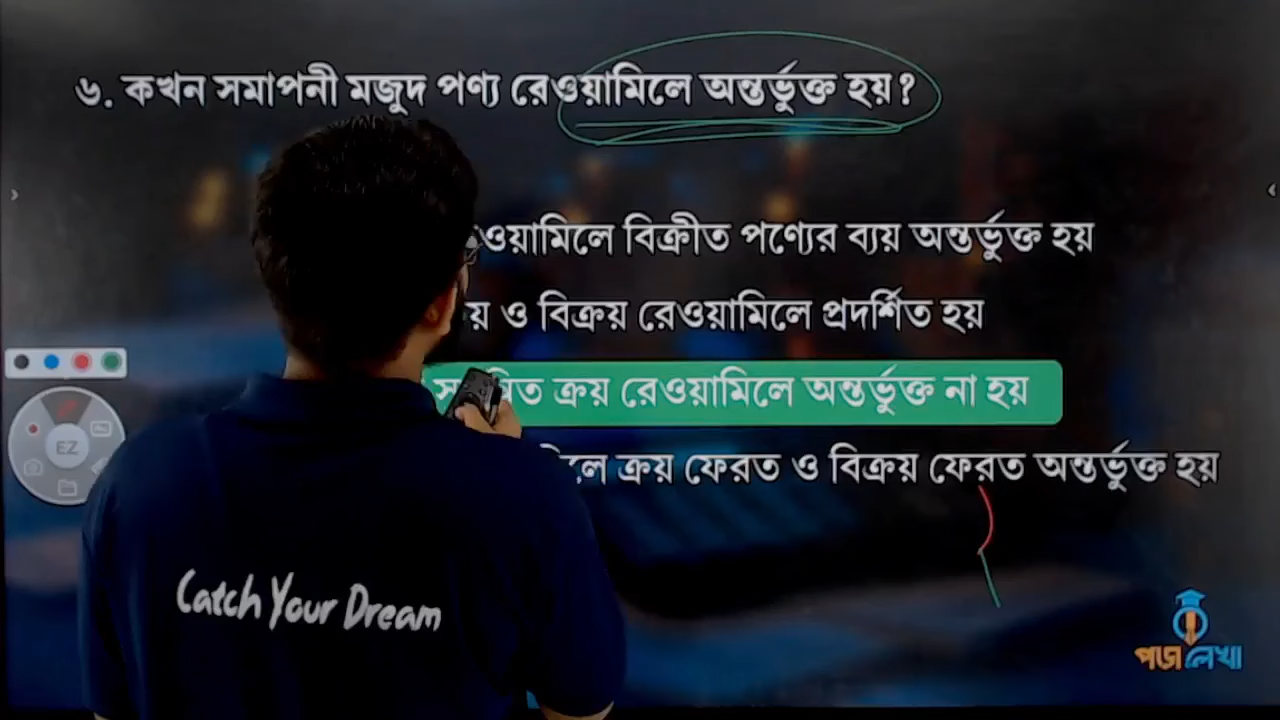 ৬. কখন সমাপনী মজুদ পণ্য রেওয়ামিলে অন্তর্ভুক্ত হয়?
বিক্রীত পণ্যের ব্যয় অন্তর্ভুক্ত হয়
ও বিক্রয় রেওয়ামিলে প্রদর্শিত হয়
ক্রয় রেওয়ামিলে অন্তর্ভুক্ত না হয়
ক্রয় ফেরত ও বিক্রয় ফেরত অন্তর্ভুক্ত হয়
EZ
Catch Your Dream
পড়ালেখা